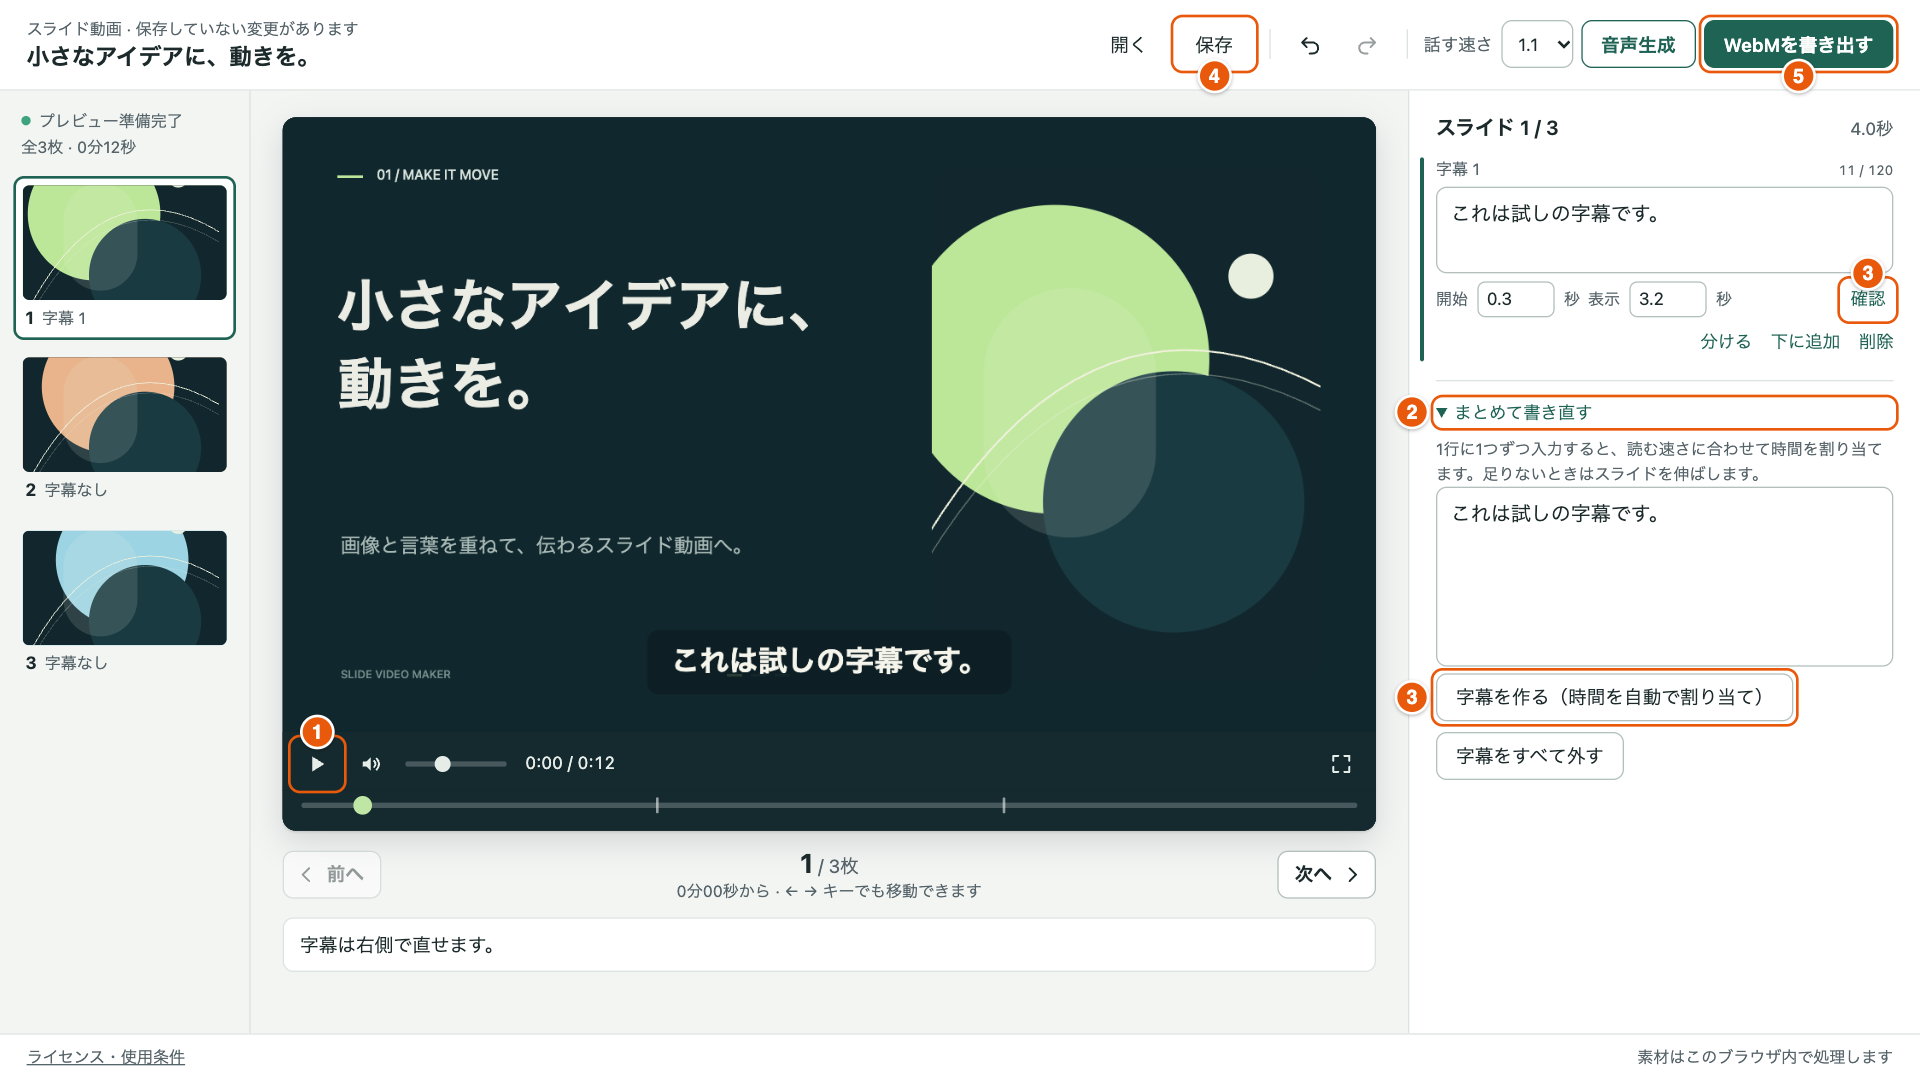 スライド動画 · 保存していない変更があります
小さなアイデアに、動きを。
開く
保存
4
話す速さ
1.1
音声生成
WebMを書き出す
5
プレビュー準備完了
全3枚 · 0分12秒
1 字幕 1
2 字幕なし
3 字幕なし
01 / MAKE IT MOVE
小さなアイデアに、
動きを。
画像と言葉を重ねて、伝わるスライド動画へ。
SLIDE VIDEO MAKER
これは試しの字幕です。
1
0:00 / 0:12
前へ
1 / 3枚
0分00秒から · ← → キーでも移動できます
次へ
字幕は右側で直せます。
スライド 1 / 3
4.0秒
字幕 1
11 / 120
これは試しの字幕です。
3
開始 0.3 秒 表示 3.2 秒
確認
分ける 下に追加 削除
2
▼ まとめて書き直す
1行に1つずつ入力すると、読む速さに合わせて時間を割り当て
ます。足りないときはスライドを伸ばします。
これは試しの字幕です。
3
字幕を作る（時間を自動で割り当て）
字幕をすべて外す
ライセンス・使用条件
素材はこのブラウザ内で処理します